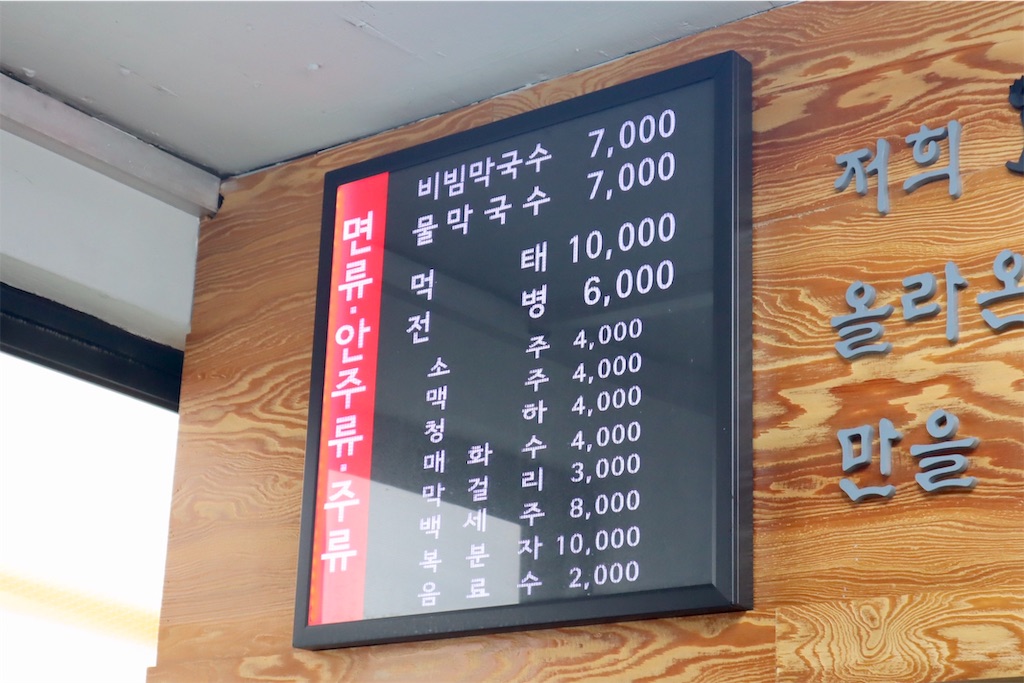 면류·안주류·주류
비빔막국수 7,000
물막국수 7,000
먹 태 10,000
전 병 6,000
소 주 4,000
맥 주 4,000
청 하 4,000
매 화 수 4,000
막 걸 리 3,000
백 세 주 8,000
복 분 자 10,000
음 료 수 2,000
저희
올라온
만을